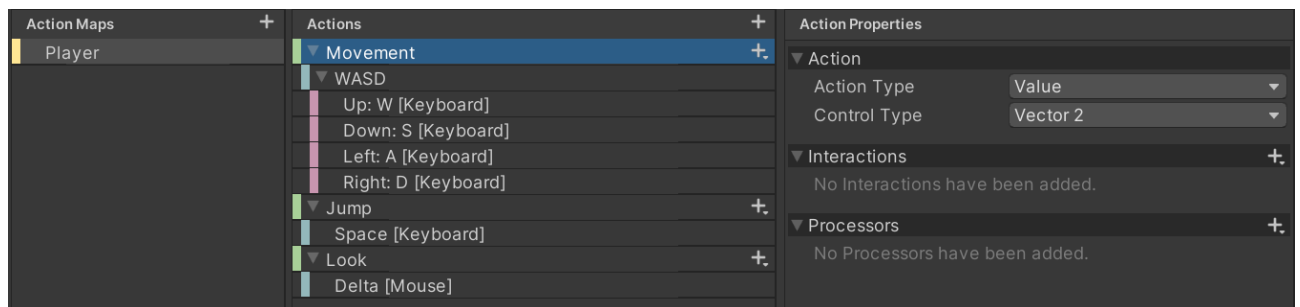 Action Maps
Player
Actions
Movement
WASD
Up: W [Keyboard]
Down: S [Keyboard]
Left: A [Keyboard]
Right: D [Keyboard]
Jump
Space [Keyboard]
Look
Delta [Mouse]
Action Properties
Action
Action Type Value
Control Type Vector 2
Interactions
No Interactions have been added.
Processors
No Processors have been added.